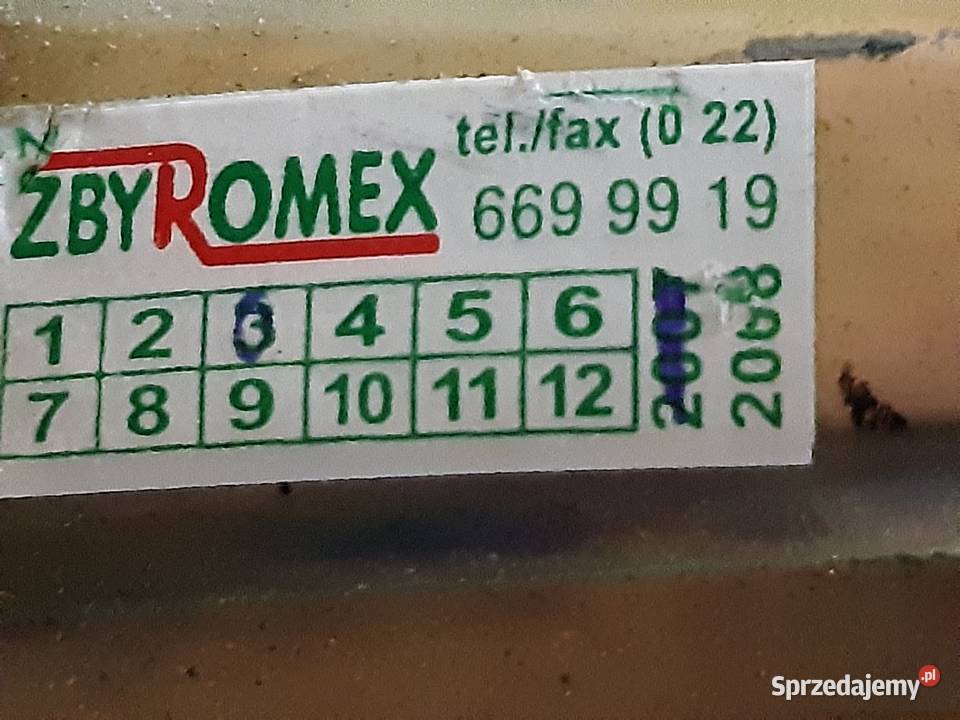 ZBYROMEX
tel./fax (0 22)
669 99 19
1 2 3 4 5 6
7 8 9 10 11 12
2007
2008
Sprzedajemy.pl